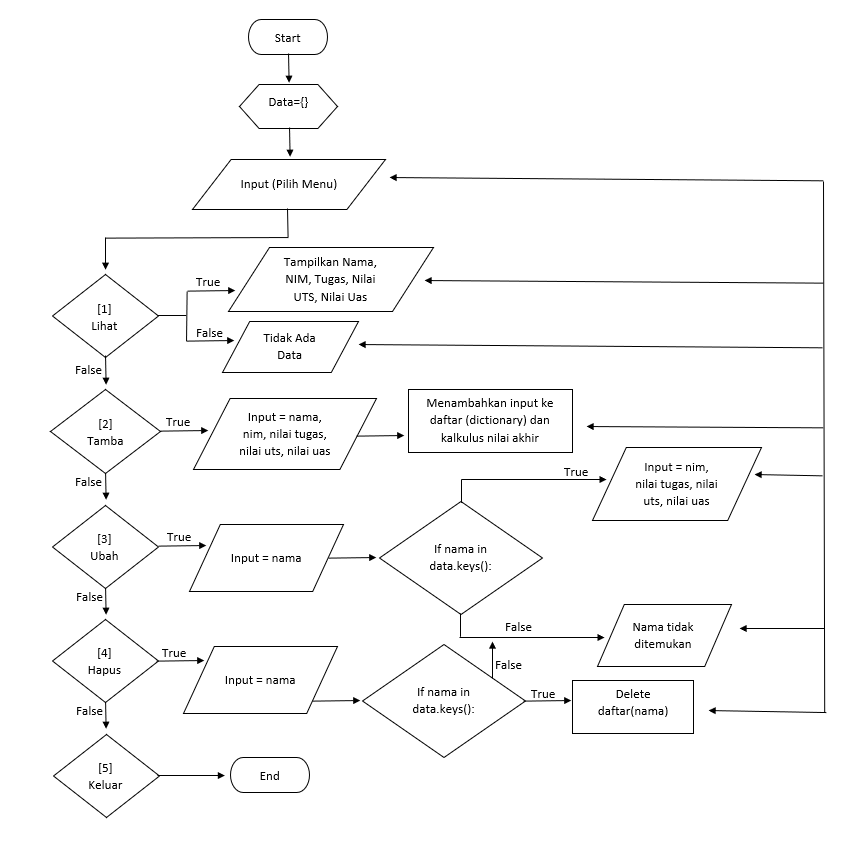 Start
Data={}
Input (Pilih Menu)
[1]
Lihat
True
Tampilkan Nama,
NIM, Tugas, Nilai
UTS, Nilai Uas
False
Tidak Ada
Data
False
[2]
Tamba
True
Input = nama,
nim, nilai tugas,
nilai uts, nilai uas
Menambahkan input ke
daftar (dictionary) dan
kalkulus nilai akhir
False
[3]
Ubah
True
Input = nama
If nama in
data.keys():
True
Input = nim,
nilai tugas, nilai
uts, nilai uas
False
Nama tidak
ditemukan
False
[4]
Hapus
True
Input = nama
If nama in
data.keys():
False
True
Delete
daftar(nama)
False
[5]
Keluar
End